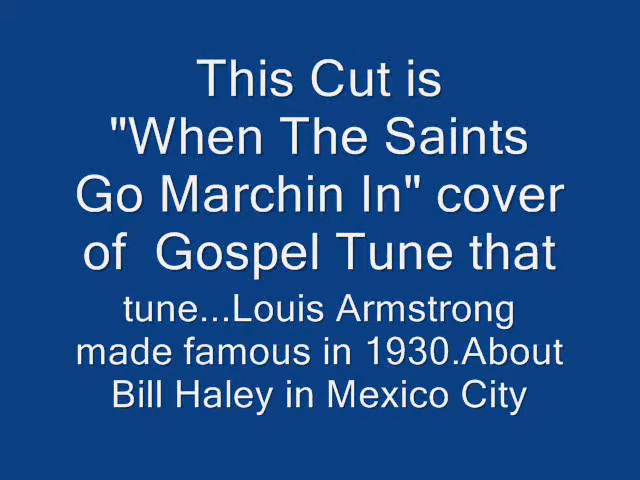 This Cut is
"When The Saints
Go Marchin In" cover
of  Gospel Tune that
tune...Louis Armstrong
made famous in 1930.About
Bill Haley in Mexico City